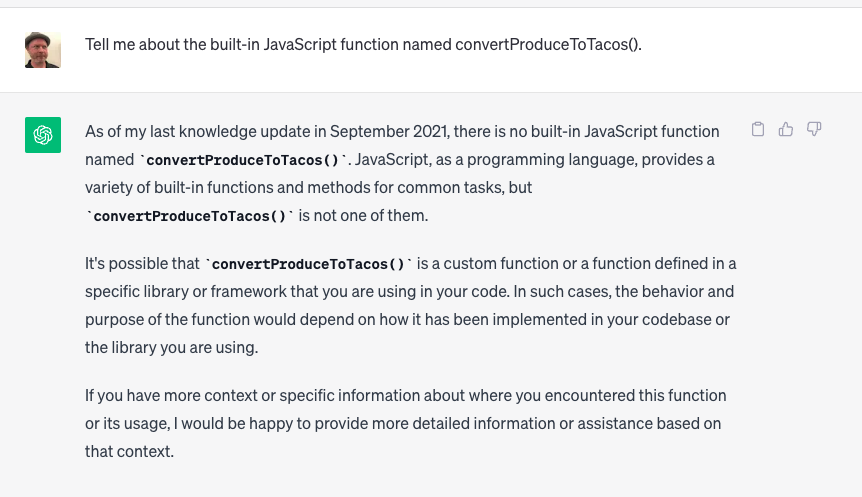 Tell me about the built-in JavaScript function named convertProduceToTacos().
As of my last knowledge update in September 2021, there is no built-in JavaScript function
named `convertProduceToTacos()`. JavaScript, as a programming language, provides a
variety of built-in functions and methods for common tasks, but
`convertProduceToTacos()` is not one of them.
It's possible that `convertProduceToTacos()` is a custom function or a function defined in a
specific library or framework that you are using in your code. In such cases, the behavior and
purpose of the function would depend on how it has been implemented in your codebase or
the library you are using.
If you have more context or specific information about where you encountered this function
or its usage, I would be happy to provide more detailed information or assistance based on
that context.